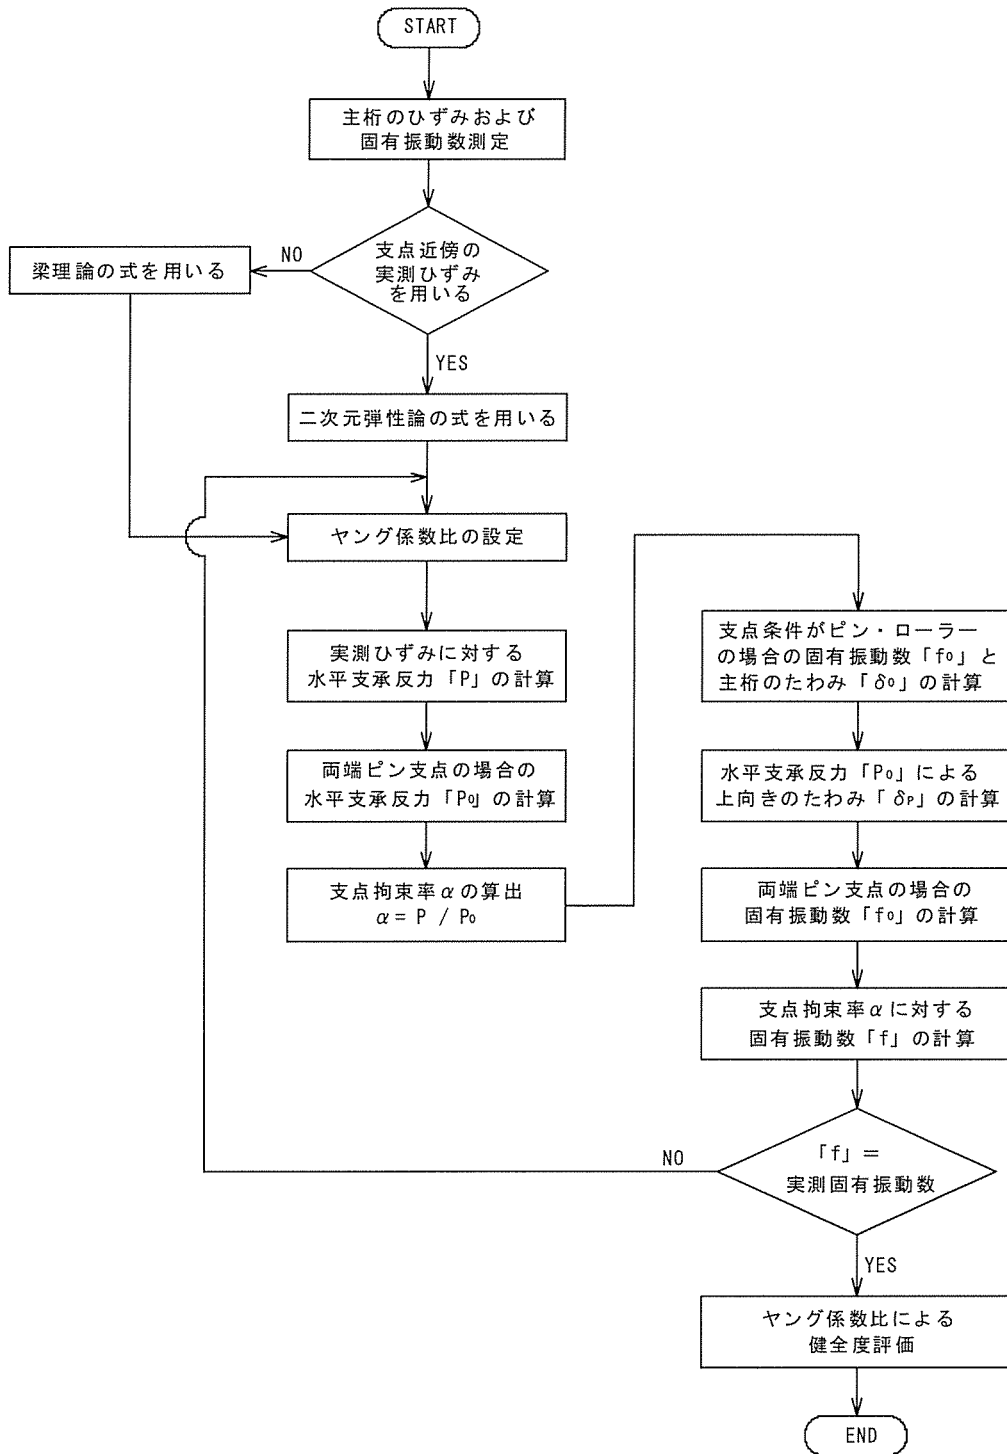 START
主桁のひずみおよび
固有振動数測定
支点近傍の
実測ひずみ
を用いる
NO
梁理論の式を用いる
YES
二次元弾性論の式を用いる
ヤング係数比の設定
実測ひずみに対する
水平支承反力「P」の計算
両端ピン支点の場合の
水平支承反力「P₀」の計算
支点拘束率αの算出
α= P / P₀
支点条件がピン・ローラー
の場合の固有振動数「f₀」と
主桁のたわみ「δ₀」の計算
水平支承反力「P₀」による
上向きのたわみ「δP」の計算
両端ピン支点の場合の
固有振動数「f₀」の計算
支点拘束率αに対する
固有振動数「f」の計算
「f」＝
実測固有振動数
NO
YES
ヤング係数比による
健全度評価
END